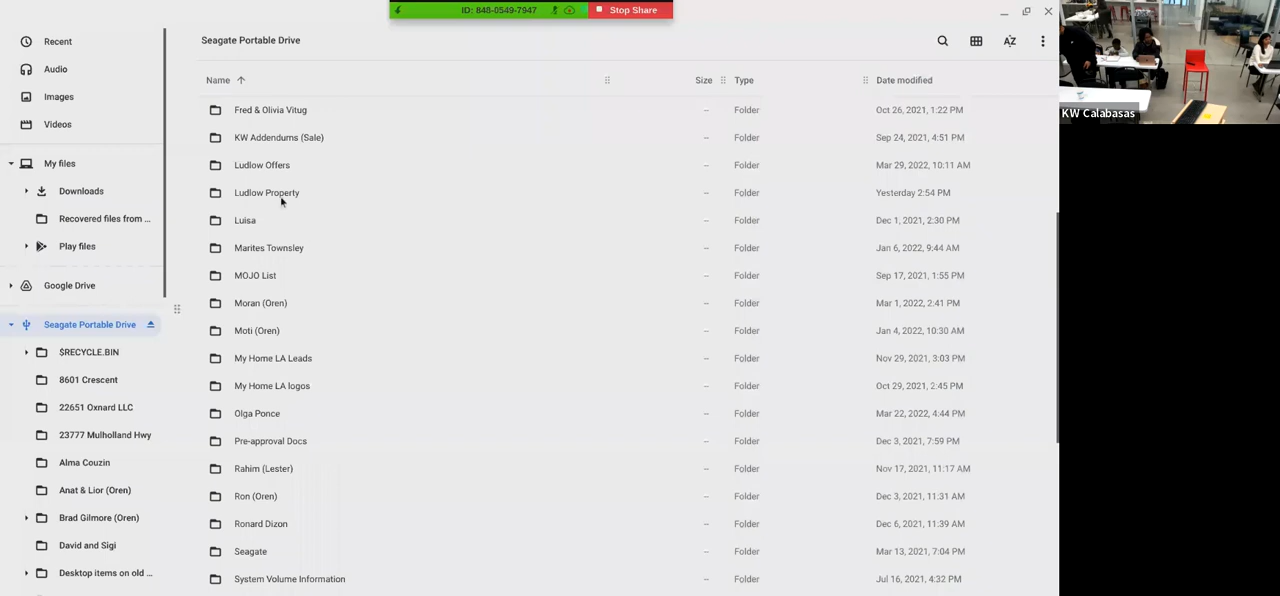 ID: 848-0549-7947
Stop Share
Recent
Audio
Images
Videos
My files
Downloads
Recovered files from ...
Play files
Google Drive
Seagate Portable Drive
$RECYCLE.BIN
8601 Crescent
22651 Oxnard LLC
23777 Mulholland Hwy
Alma Couzin
Anat & Lior (Oren)
Brad Gilmore (Oren)
David and Sigi
Desktop items on old ...
Seagate Portable Drive
Name Size Type Date modified
Fred & Olivia Vitug -- Folder Oct 26, 2021, 1:22 PM
KW Addendums (Sale) -- Folder Sep 24, 2021, 4:51 PM
Ludlow Offers -- Folder Mar 29, 2022, 10:11 AM
Ludlow Property -- Folder Yesterday 2:54 PM
Luisa -- Folder Dec 1, 2021, 2:30 PM
Marites Townsley -- Folder Jan 6, 2022, 9:44 AM
MOJO List -- Folder Sep 17, 2021, 1:55 PM
Moran (Oren) -- Folder Mar 1, 2022, 2:41 PM
Moti (Oren) -- Folder Jan 4, 2022, 10:30 AM
My Home LA Leads -- Folder Nov 29, 2021, 3:03 PM
My Home LA logos -- Folder Oct 29, 2021, 2:45 PM
Olga Ponce -- Folder Mar 22, 2022, 4:44 PM
Pre-approval Docs -- Folder Dec 3, 2021, 7:59 PM
Rahim (Lester) -- Folder Nov 17, 2021, 11:17 AM
Ron (Oren) -- Folder Dec 3, 2021, 11:31 AM
Ronard Dizon -- Folder Dec 6, 2021, 11:39 AM
Seagate -- Folder Mar 13, 2021, 7:04 PM
System Volume Information -- Folder Jul 16, 2021, 4:32 PM
KW Calabasas